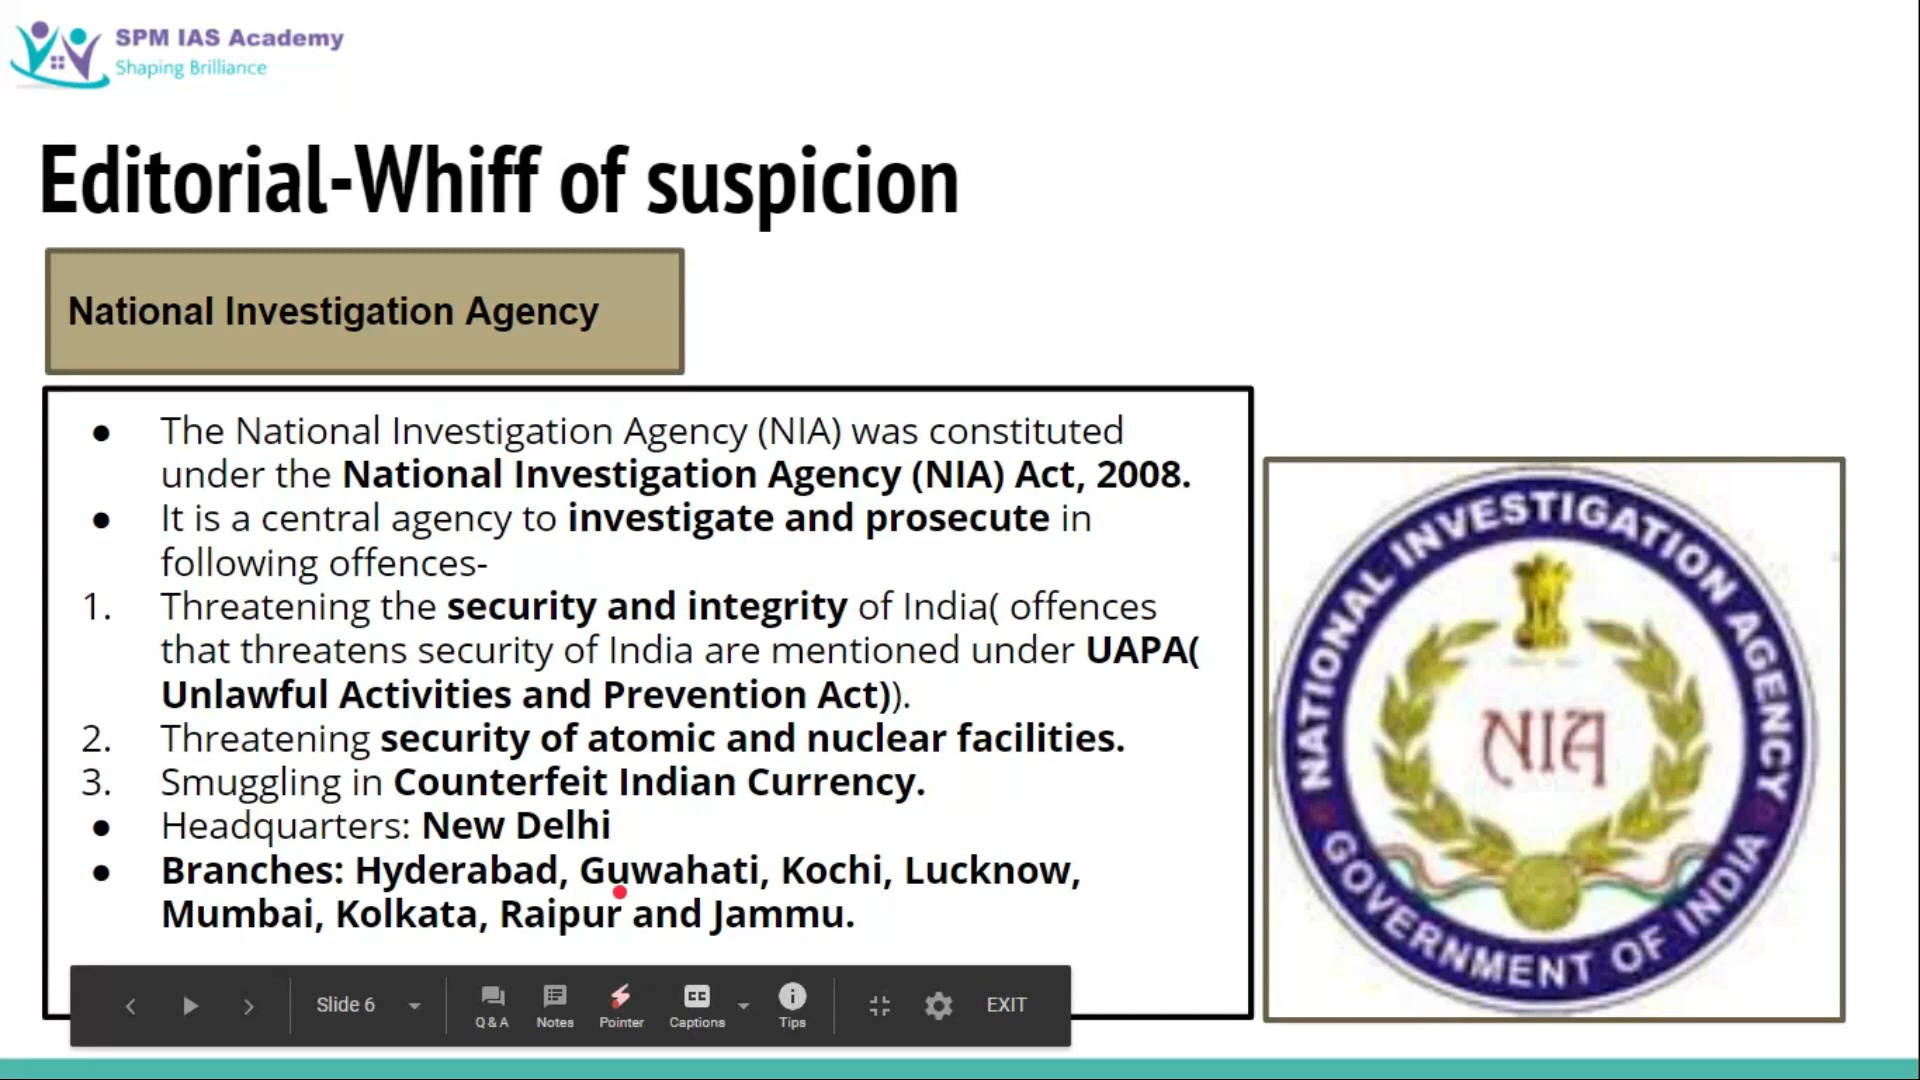 SPM IAS Academy
Shaping Brilliance
Editorial-Whiff of suspicion
National Investigation Agency
● The National Investigation Agency (NIA) was constituted
under the National Investigation Agency (NIA) Act, 2008.
● It is a central agency to investigate and prosecute in
following offences-
1. Threatening the security and integrity of India( offences
that threatens security of India are mentioned under UAPA(
Unlawful Activities and Prevention Act)).
2. Threatening security of atomic and nuclear facilities.
3. Smuggling in Counterfeit Indian Currency.
● Headquarters: New Delhi
● Branches: Hyderabad, Guwahati, Kochi, Lucknow,
Mumbai, Kolkata, Raipur and Jammu.
NATIONAL INVESTIGATION AGENCY
NIA
GOVERNMENT OF INDIA
Slide 6
Q & A
Notes
Pointer
CC
Captions
Tips
EXIT